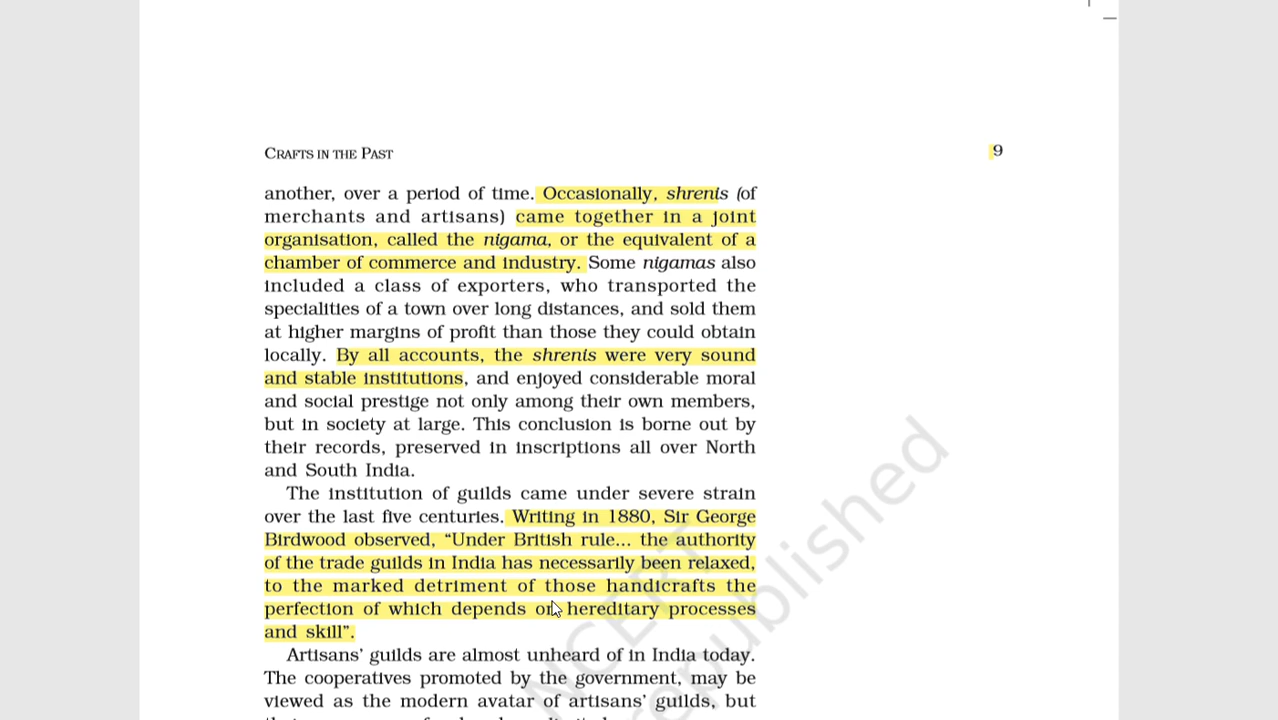 CRAFTS IN THE PAST
9
another, over a period of time. Occasionally, shrenis (of
merchants and artisans) came together in a joint
organisation, called the nigama, or the equivalent of a
chamber of commerce and industry. Some nigamas also
included a class of exporters, who transported the
specialities of a town over long distances, and sold them
at higher margins of profit than those they could obtain
locally. By all accounts, the shrenis were very sound
and stable institutions, and enjoyed considerable moral
and social prestige not only among their own members,
but in society at large. This conclusion is borne out by
their records, preserved in inscriptions all over North
and South India.
The institution of guilds came under severe strain
over the last five centuries. Writing in 1880, Sir George
Birdwood observed, “Under British rule... the authority
of the trade guilds in India has necessarily been relaxed,
to the marked detriment of those handicrafts the
perfection of which depends on hereditary processes
and skill”.
Artisans’ guilds are almost unheard of in India today.
The cooperatives promoted by the government, may be
viewed as the modern avatar of artisans’ guilds, but
NCERT
republished